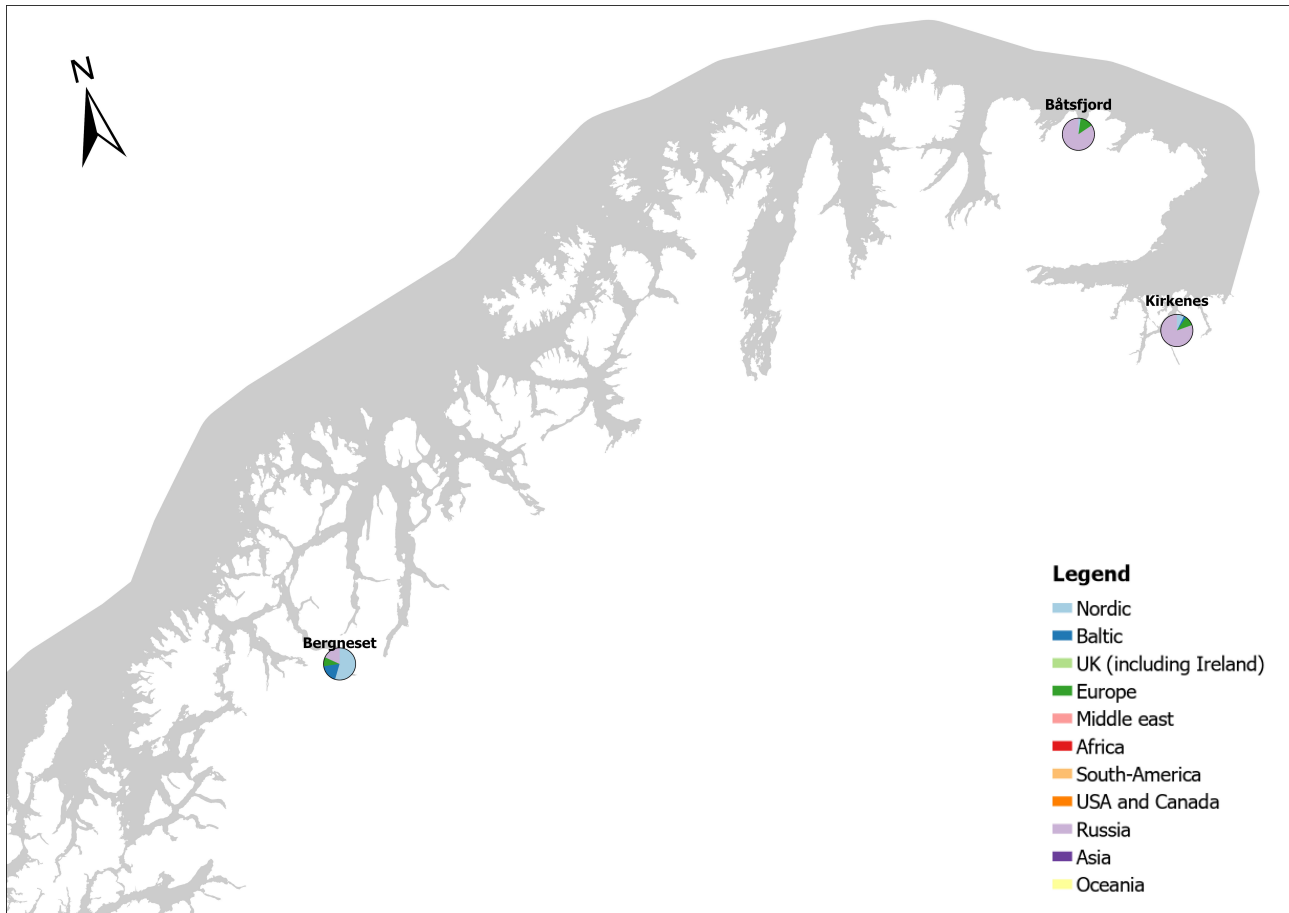 N
Båtsfjord
Kirkenes
Bergneset
Legend
Nordic
Baltic
UK (including Ireland)
Europe
Middle east
Africa
South-America
USA and Canada
Russia
Asia
Oceania